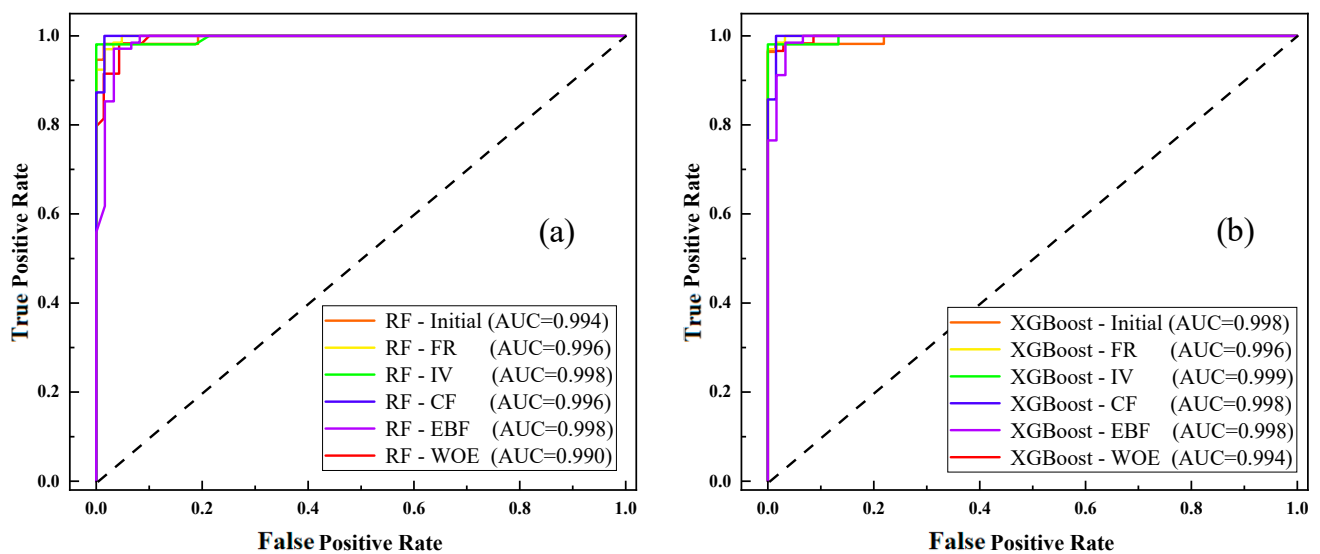 1.0
0.8
0.6
0.4
0.2
0.0
0.0 0.2 0.4 0.6 0.8 1.0
True Positive Rate
False Positive Rate
(a)
RF - Initial (AUC=0.994)
RF - FR (AUC=0.996)
RF - IV (AUC=0.998)
RF - CF (AUC=0.996)
RF - EBF (AUC=0.998)
RF - WOE (AUC=0.990)
1.0
0.8
0.6
0.4
0.2
0.0
0.0 0.2 0.4 0.6 0.8 1.0
True Positive Rate
False Positive Rate
(b)
XGBoost - Initial (AUC=0.998)
XGBoost - FR (AUC=0.996)
XGBoost - IV (AUC=0.999)
XGBoost - CF (AUC=0.998)
XGBoost - EBF (AUC=0.998)
XGBoost - WOE (AUC=0.994)